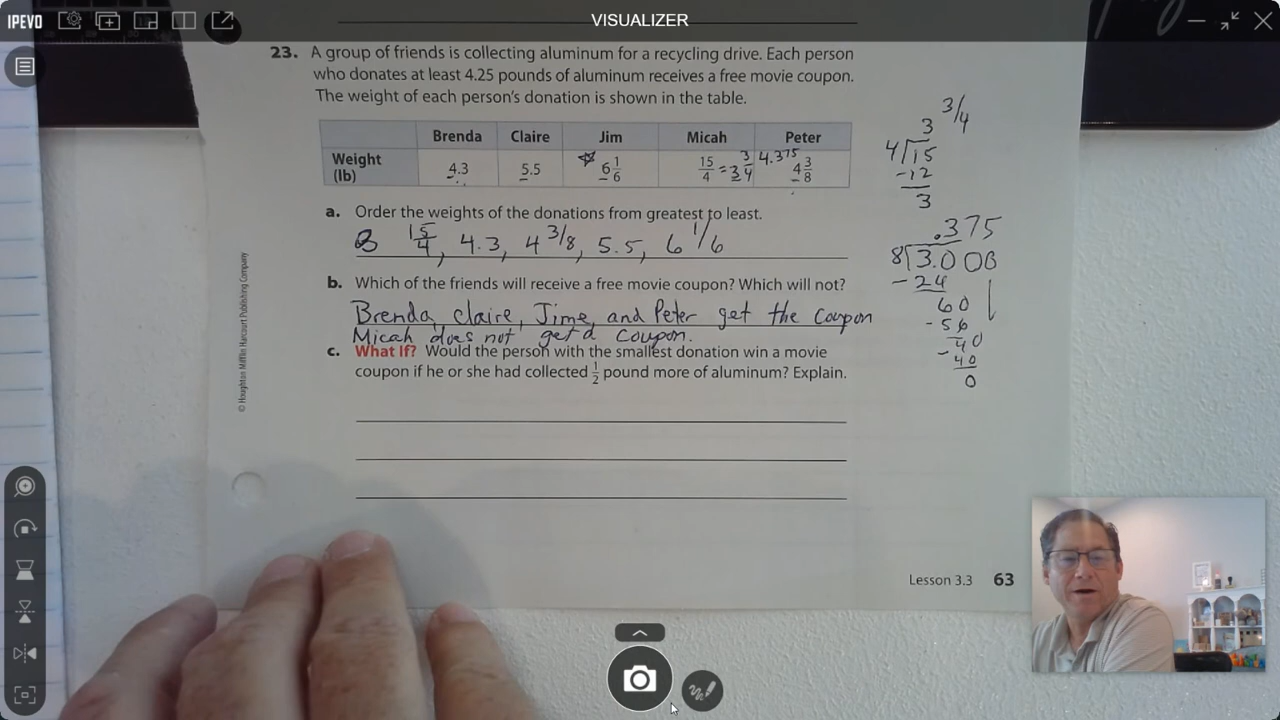 IPEVO
VISUALIZER
23. A group of friends is collecting aluminum for a recycling drive. Each person
who donates at least 4.25 pounds of aluminum receives a free movie coupon.
The weight of each person's donation is shown in the table.
Brenda Claire Jim Micah Peter
Weight (lb) 4.3 5.5 6 1/6 15/4 = 3 3/4 4.375 4 3/8
a. Order the weights of the donations from greatest to least.
15/4, 4.3, 4 3/8, 5.5, 6 1/6
b. Which of the friends will receive a free movie coupon? Which will not?
Brenda, Claire, Jime, and Peter get the coupon
Micah does not get a coupon.
c. What If? Would the person with the smallest donation win a movie
coupon if he or she had collected 1/2 pound more of aluminum? Explain.
3 3/4
4 15
-12
3
.375
8 3.000
-24
60
-56
40
-40
0
© Houghton Mifflin Harcourt Publishing Company
Lesson 3.3 63